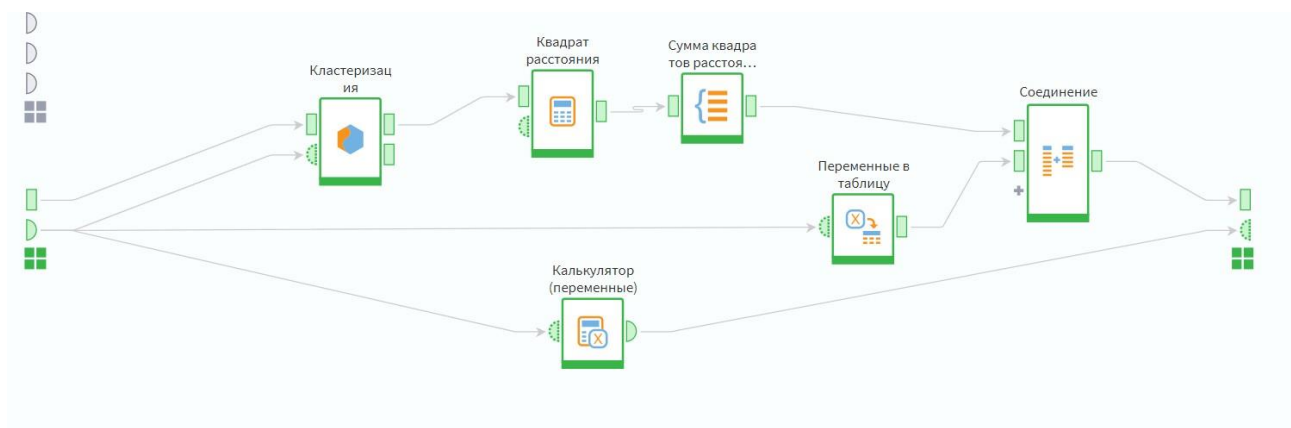 Квадрат
расстояния
Сумма квадра
тов расстоя...
Кластеризац
ия
Соединение
Переменные в
таблицу
Калькулятор
(переменные)